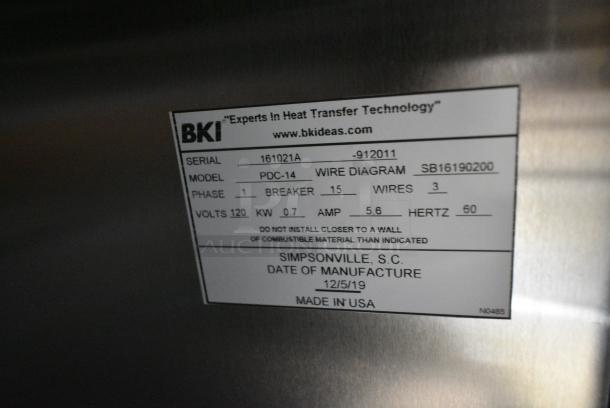 BKI "Experts In Heat Transfer Technology"
www.bkideas.com
SERIAL 161021A -912011
MODEL PDC-14 WIRE DIAGRAM SB16190200
PHASE 1 BREAKER 15 WIRES 3
VOLTS 120 KW 0.7 AMP 5.6 HERTZ 60
DO NOT INSTALL CLOSER TO A WALL
OF COMBUSTIBLE MATERIAL THAN INDICATED
SIMPSONVILLE, S.C.
DATE OF MANUFACTURE
12/5/19
MADE IN USA
N0485